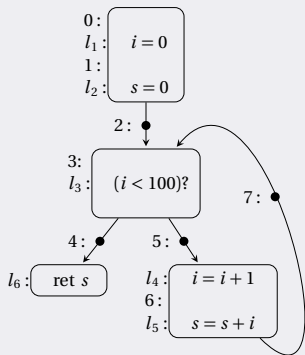 0:
l₁: i = 0
1:
l₂: s = 0
2:
3:
l₃: (i < 100)?
7:
4: 5:
l₄: i = i + 1
l₆: ret s
6:
l₅: s = s + i